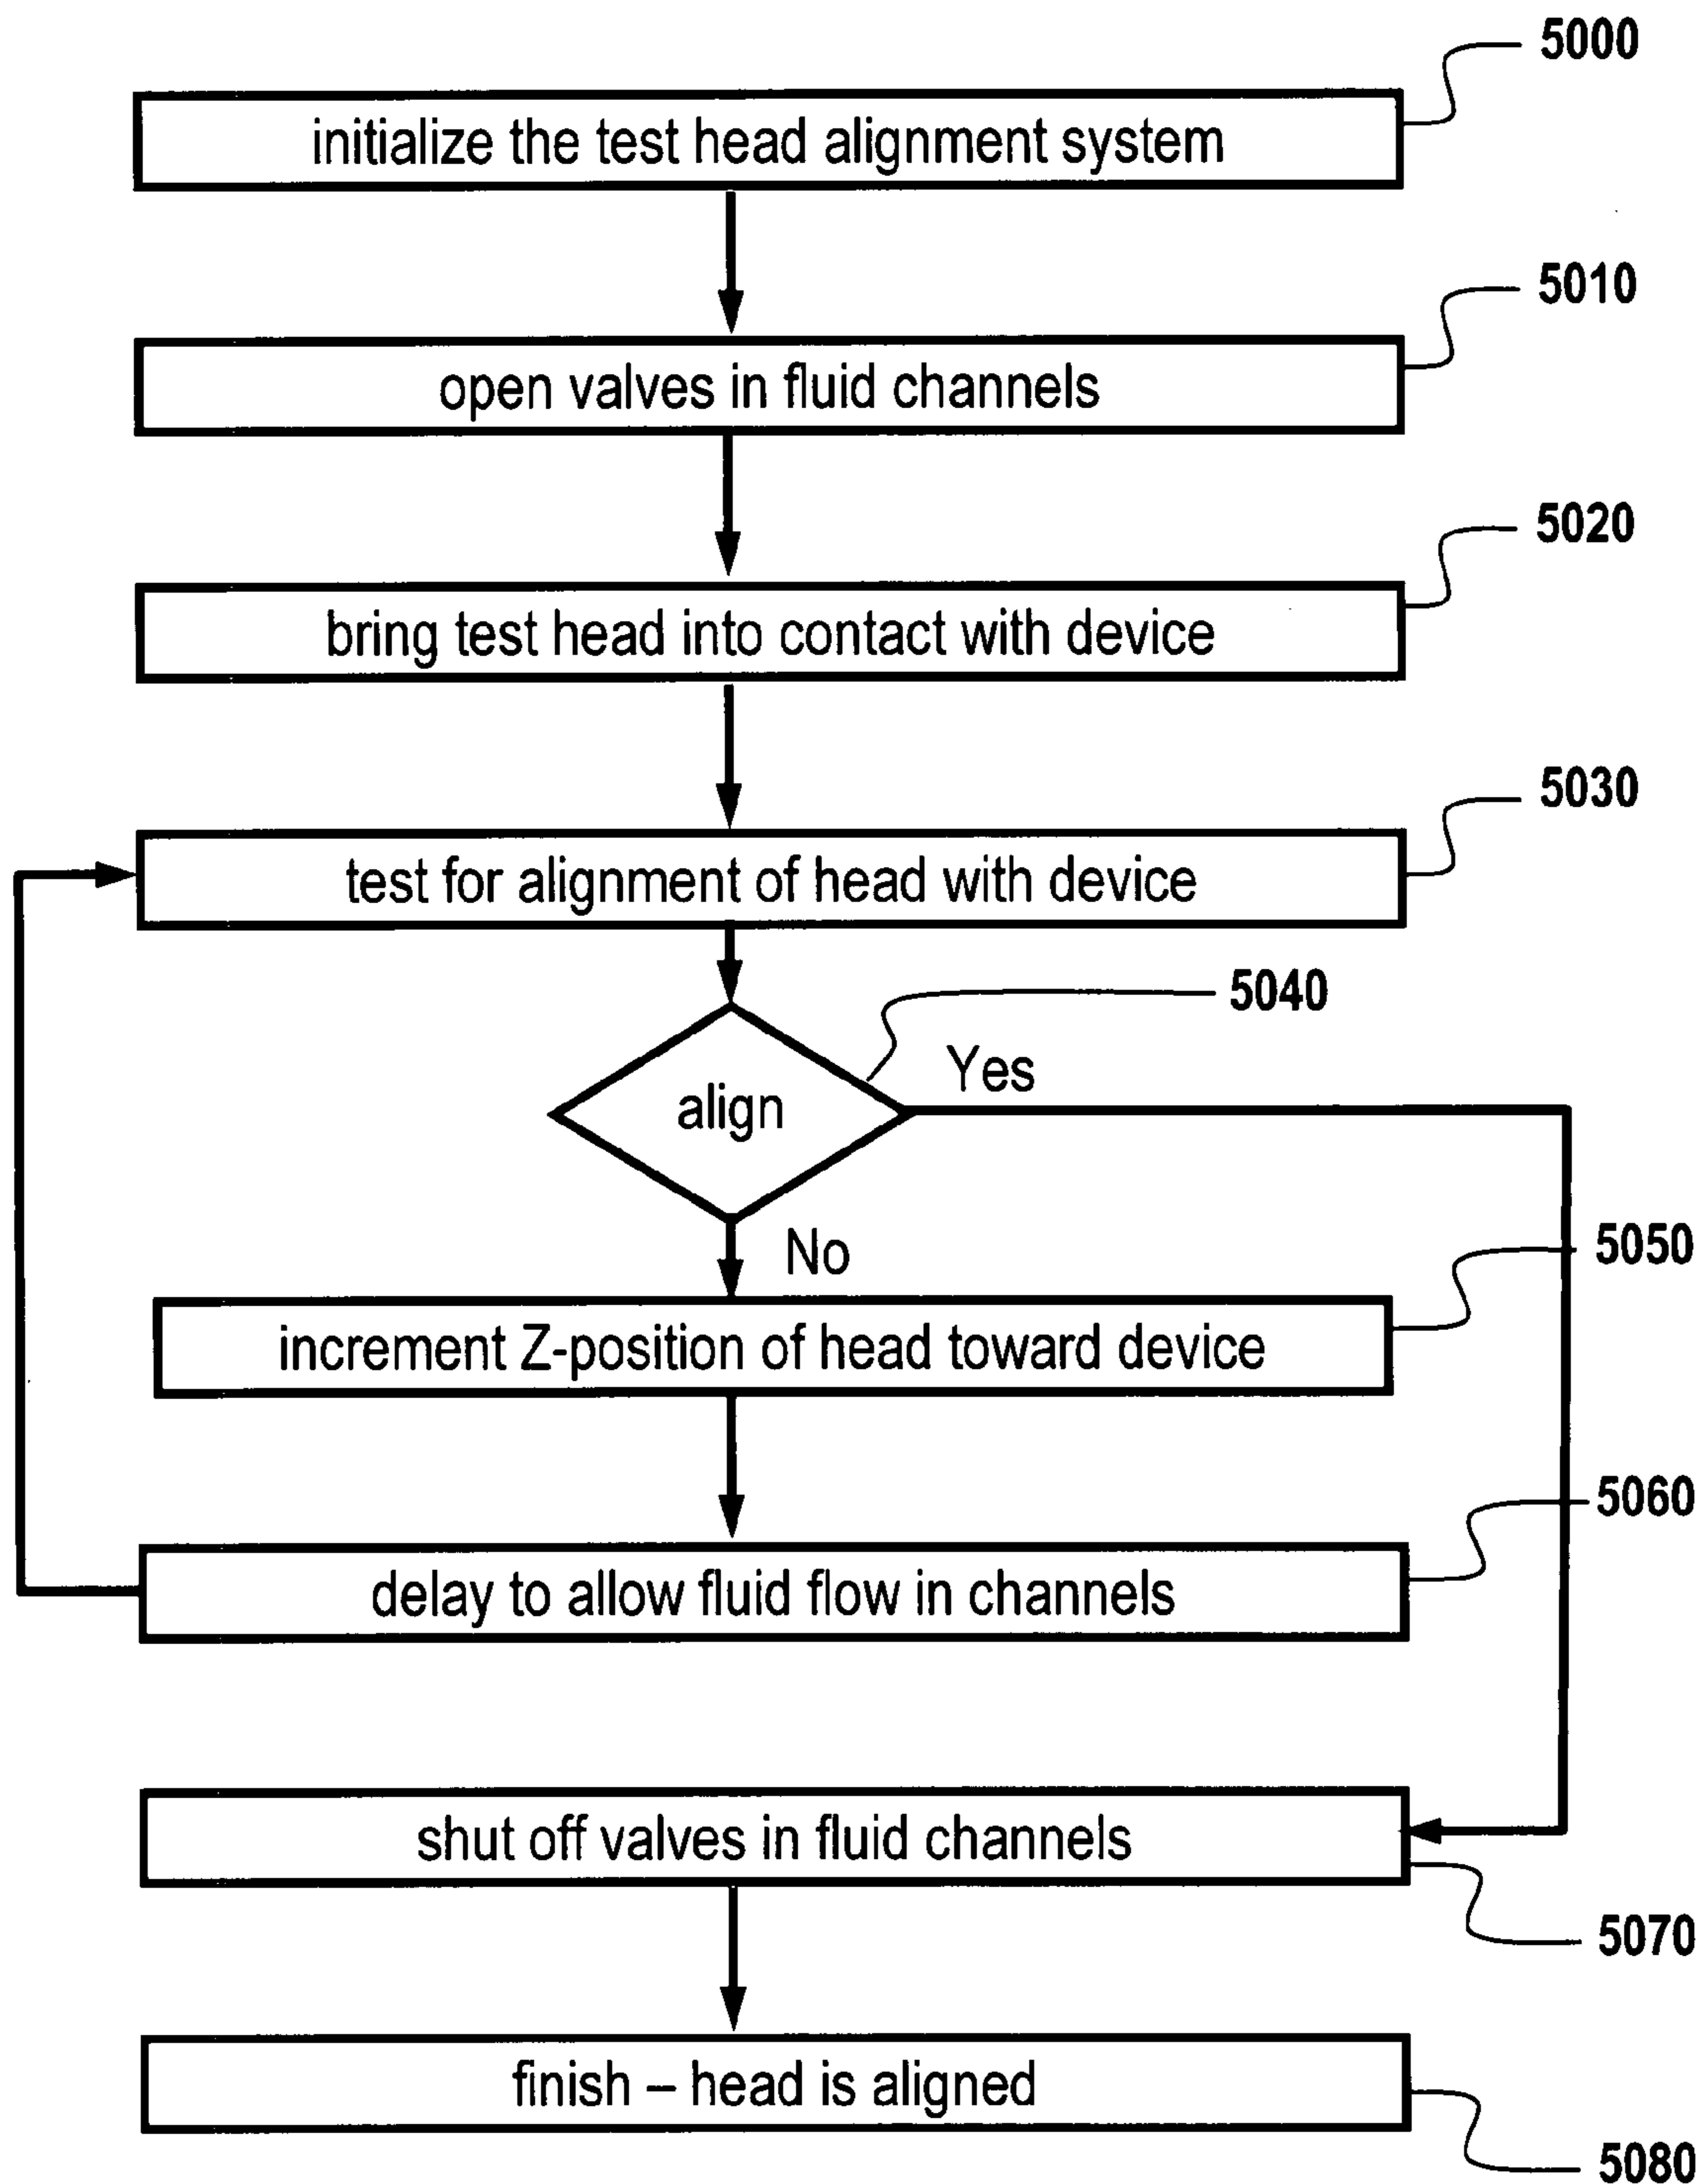 5000
initialize the test head alignment system
5010
open valves in fluid channels
5020
bring test head into contact with device
5030
test for alignment of head with device
5040
Yes
align
No
5050
increment Z-position of head toward device
5060
delay to allow fluid flow in channels
shut off valves in fluid channels
5070
finish – head is aligned
5080